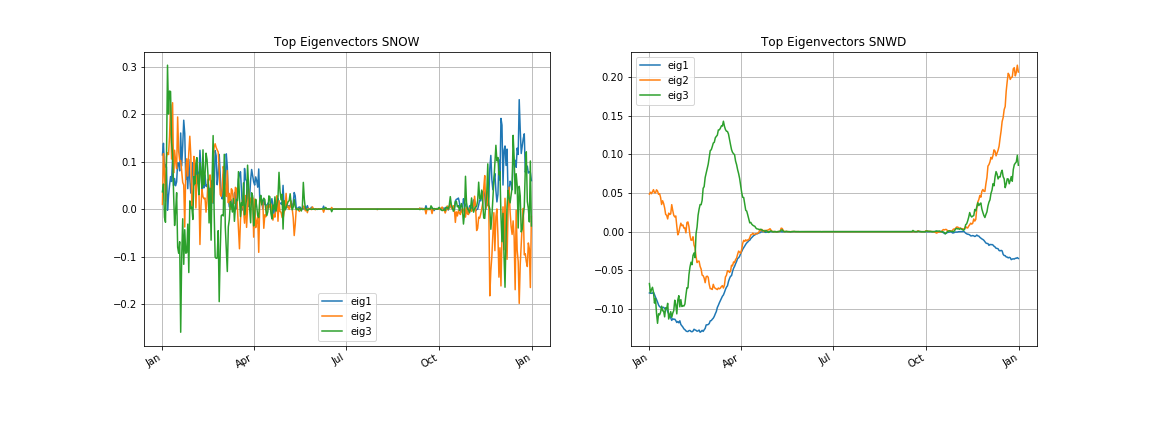 Top Eigenvectors SNOW
0.3
0.2
0.1
0.0
−0.1
−0.2
Jan
Apr
Jul
Oct
Jan
eig1
eig2
eig3
Top Eigenvectors SNWD
0.20
0.15
0.10
0.05
0.00
−0.05
−0.10
Jan
Apr
Jul
Oct
Jan
eig1
eig2
eig3